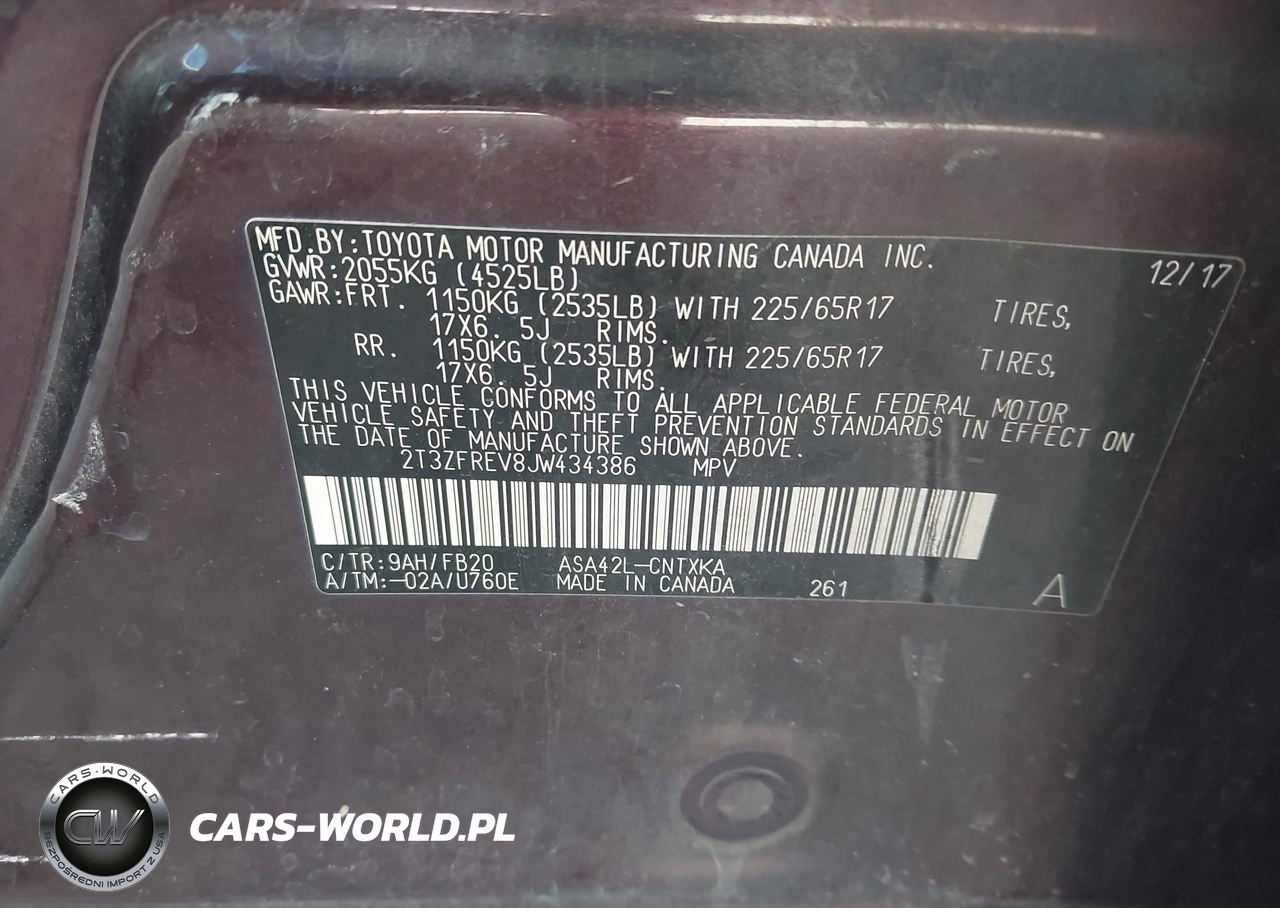 MFD.BY:TOYOTA MOTOR MANUFACTURING CANADA INC. 12/17
GVWR:2055KG (4525LB)
GAWR:FRT. 1150KG (2535LB) WITH 225/65R17 TIRES,
17X6. 5J RIMS.
RR. 1150KG (2535LB) WITH 225/65R17 TIRES,
17X6. 5J RIMS.
THIS VEHICLE CONFORMS TO ALL APPLICABLE FEDERAL MOTOR
VEHICLE SAFETY AND THEFT PREVENTION STANDARDS IN EFFECT ON
THE DATE OF MANUFACTURE SHOWN ABOVE.
2T3ZFREV8JW434386 MPV
C/TR:9AH/FB20 ASA42L-CNTXKA
A/TM:-02A/U760E MADE IN CANADA 261 A
CARS-WORLD
CW
BEZPOŚREDNI IMPORT Z USA
CARS-WORLD.PL